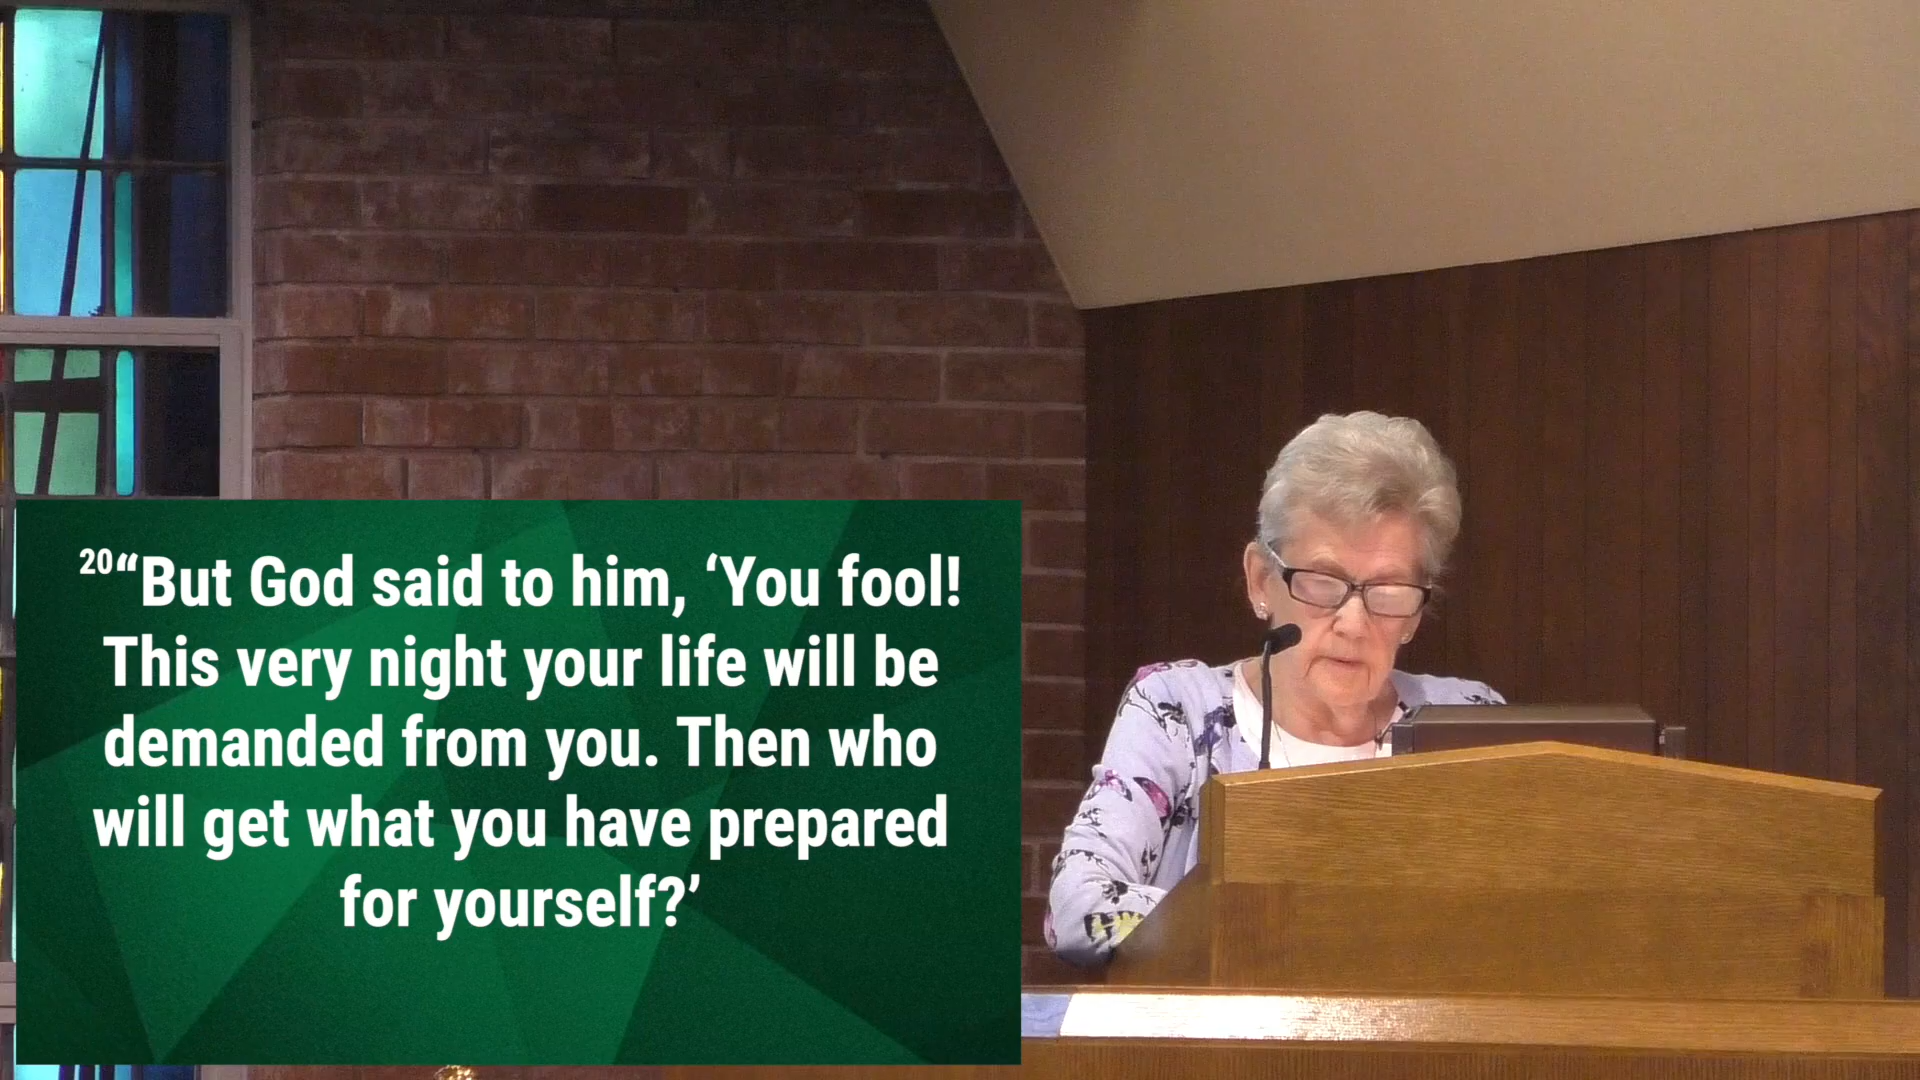 20“But God said to him, ‘You fool!
This very night your life will be
demanded from you. Then who
will get what you have prepared
for yourself?’